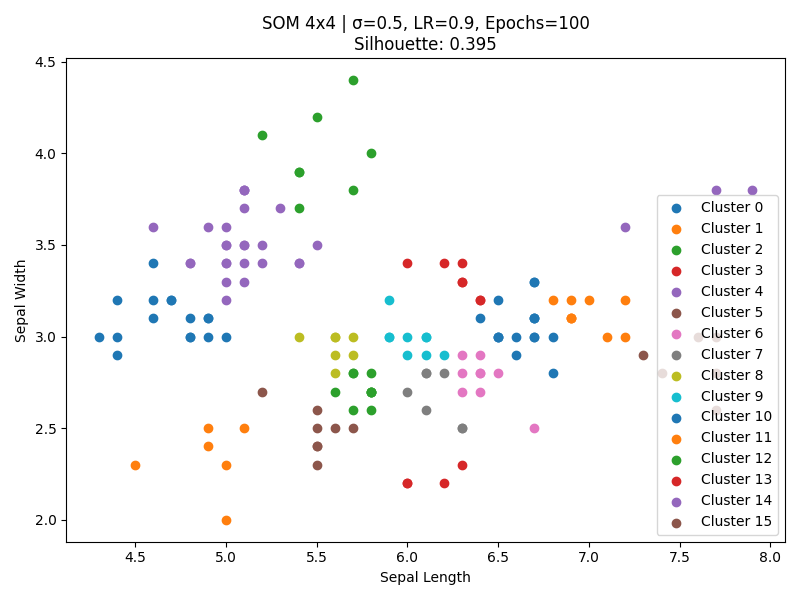 SOM 4x4 | σ=0.5, LR=0.9, Epochs=100
Silhouette: 0.395
Sepal Width
4.5
4.0
3.5
3.0
2.5
2.0
Cluster 0
Cluster 1
Cluster 2
Cluster 3
Cluster 4
Cluster 5
Cluster 6
Cluster 7
Cluster 8
Cluster 9
Cluster 10
Cluster 11
Cluster 12
Cluster 13
Cluster 14
Cluster 15
4.5 5.0 5.5 6.0 6.5 7.0 7.5 8.0
Sepal Length